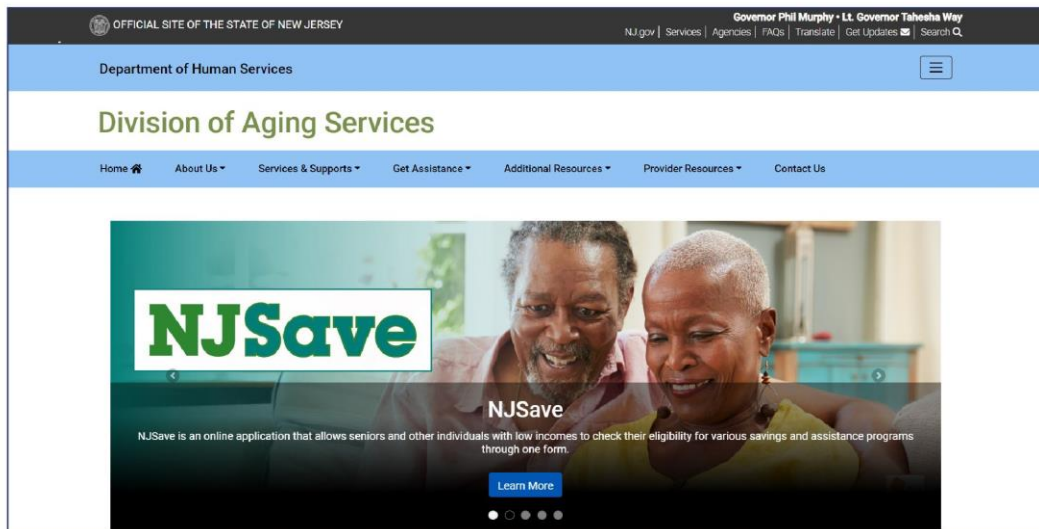 OFFICIAL SITE OF THE STATE OF NEW JERSEY
Governor Phil Murphy • Lt. Governor Tahesha Way
NJ.gov | Services | Agencies | FAQs | Translate | Get Updates | Search
Department of Human Services
Division of Aging Services
Home About Us Services & Supports Get Assistance Additional Resources Provider Resources Contact Us
NJSave
NJSave
NJSave is an online application that allows seniors and other individuals with low incomes to check their eligibility for various savings and assistance programs
through one form.
Learn More